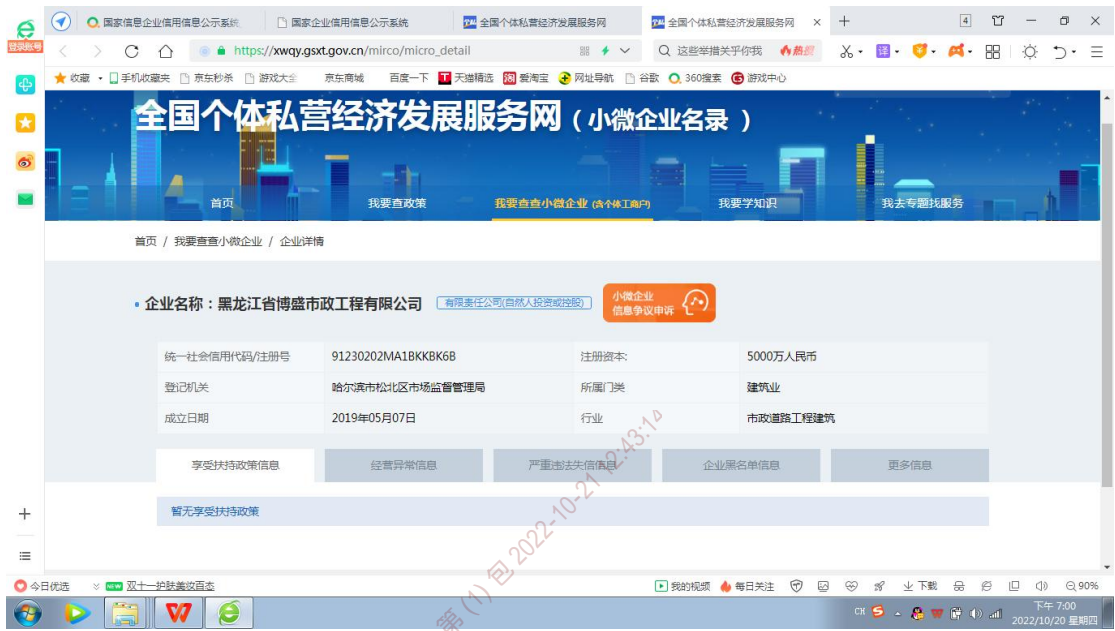 国家信息企业信用信息公示系统
国家企业信用信息公示系统
全国个体私营经济发展服务网
全国个体私营经济发展服务网
4
登录账号
https://xwqy.gsxt.gov.cn/mirco/micro_detail
这些举措关乎你我
热搜
译
收藏
手机收藏夹
京东秒杀
游戏大全
京东商城
百度一下
天猫精选
爱淘宝
网址导航
谷歌
360搜索
游戏中心
全国个体私营经济发展服务网(小微企业名录 )
首页
我要查政策
我要查查小微企业 (含个体工商户)
我要学知识
我去专题找服务
首页 / 我要查查小微企业 / 企业详情
企业名称:黑龙江省博盛市政工程有限公司
有限责任公司(自然人投资或控股)
小微企业
信息争议申诉
统一社会信用代码/注册号 91230202MA1BKKBK6B 注册资本: 5000万人民币
登记机关 哈尔滨市松北区市场监督管理局 所属门类 建筑业
成立日期 2019年05月07日 行业 市政道路工程建筑
享受扶持政策信息
经营异常信息
严重违法失信信息
企业黑名单信息
更多信息
暂无享受扶持政策
第 (1) 包 2022-10-21 12:43:14
今日优选
双十一护肤美妆百态
我的视频
每日关注
下载
90%
CH
下午 7:00
2022/10/20 星期四